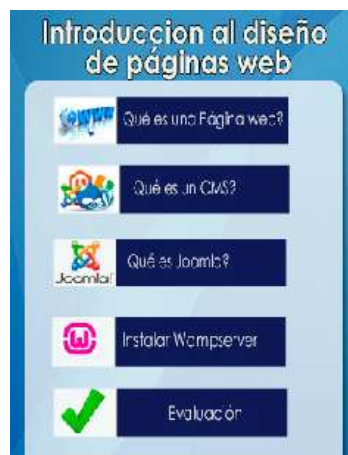 Introduccion al diseño
de páginas web
www
Qué es una Página web?
Qué es un CMS?
Qué es Joomla?
Joomla!
Instalar Wampserver
Evaluación